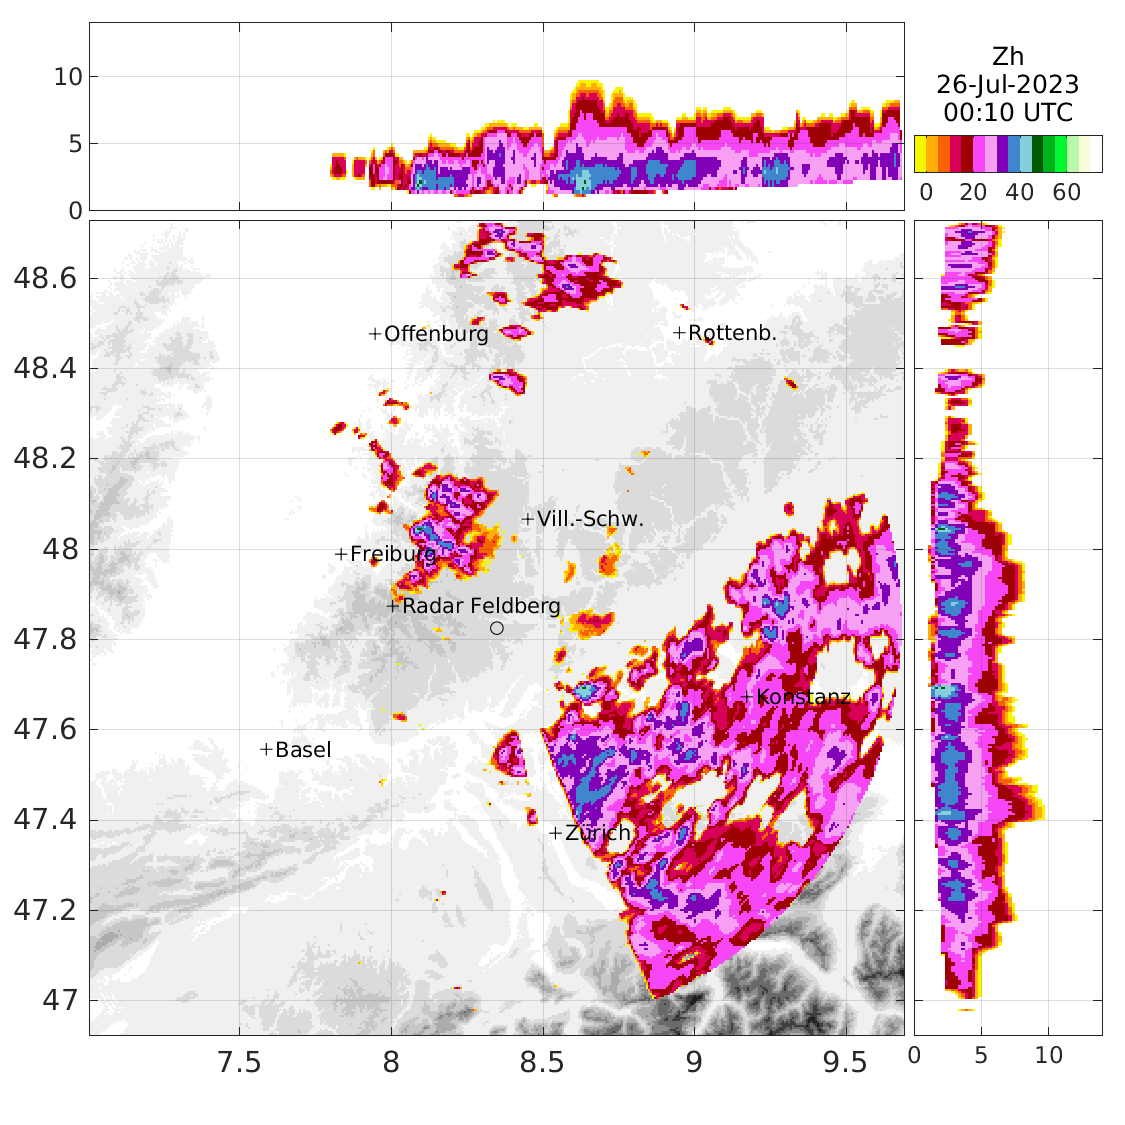 10
5
0
Zh
26-Jul-2023
00:10 UTC
0 20 40 60
48.6
48.4
48.2
48
47.8
47.6
47.4
47.2
47
+Offenburg
+Rottenb.
+Vill.-Schw.
+Freiburg
+Radar Feldberg
+Konstanz
+Basel
+Zürich
7.5 8 8.5 9 9.5
0 5 10